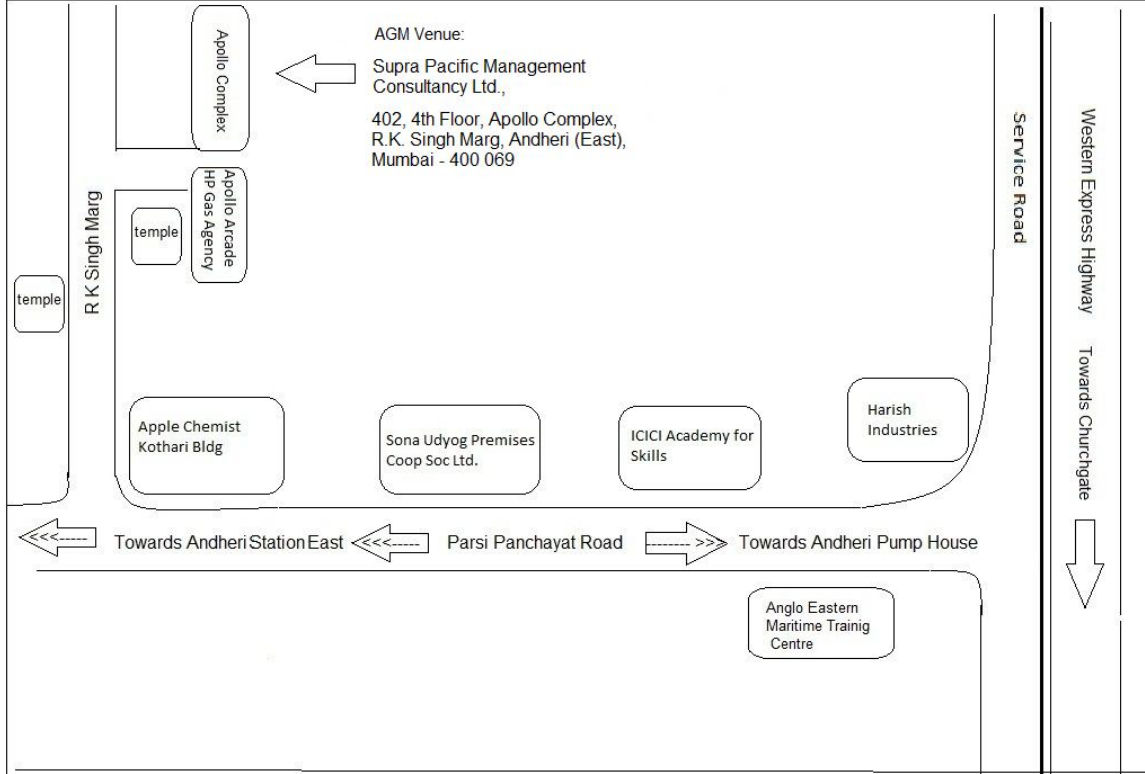 AGM Venue:
Supra Pacific Management
Consultancy Ltd.,
402, 4th Floor, Apollo Complex,
R.K. Singh Marg, Andheri (East),
Mumbai - 400 069
Apollo Complex
Apollo Arcade
HP Gas Agency
temple
temple
R K Singh Marg
Service Road
Western Express Highway
Towards Churchgate
Apple Chemist
Kothari Bldg
Sona Udyog Premises
Coop Soc Ltd.
ICICI Academy for
Skills
Harish
Industries
<<<----- Towards Andheri Station East <<<----- Parsi Panchayat Road ------- >>> Towards Andheri Pump House
Anglo Eastern
Maritime Trainig
Centre